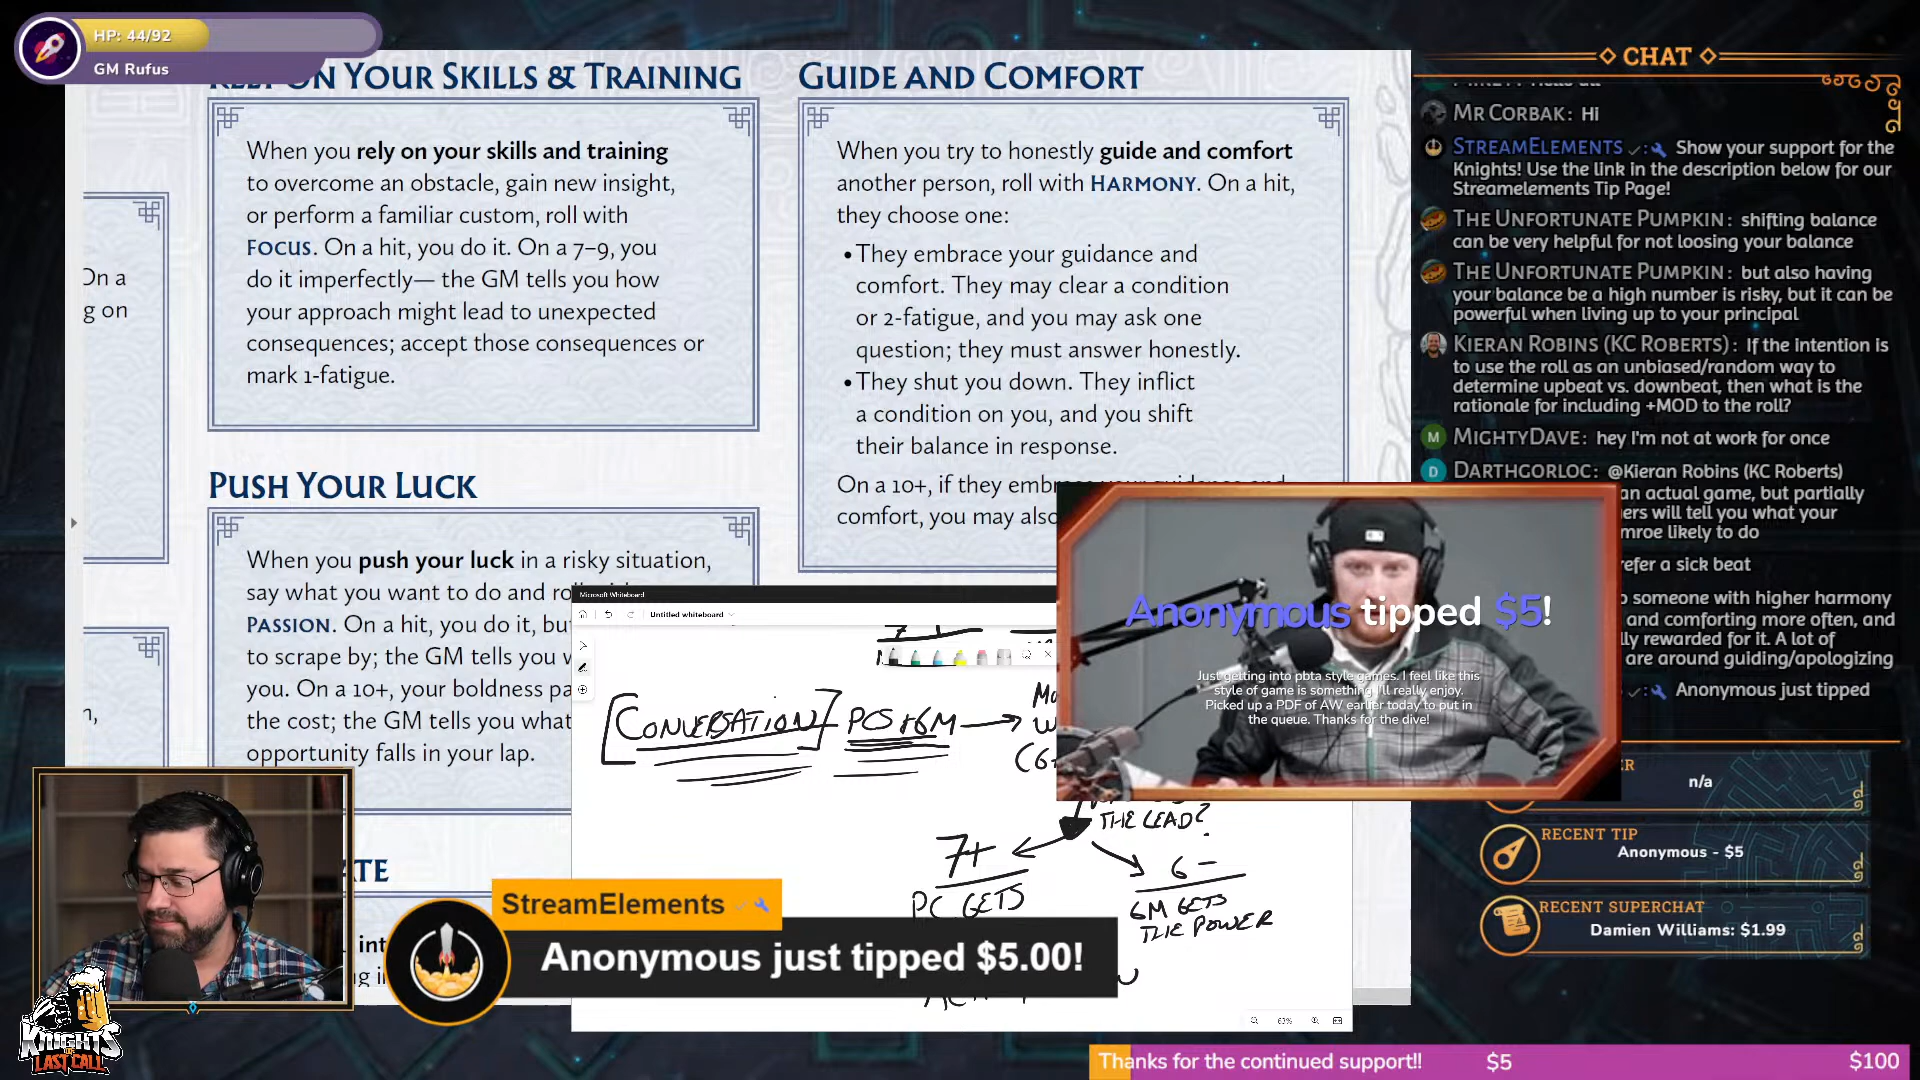 HP: 44/92
GM Rufus
ON YOUR SKILLS & TRAINING
When you rely on your skills and training
to overcome an obstacle, gain new insight,
or perform a familiar custom, roll with
FOCUS. On a hit, you do it. On a 7–9, you
do it imperfectly— the GM tells you how
your approach might lead to unexpected
consequences; accept those consequences or
mark 1-fatigue.
On a
g on
PUSH YOUR LUCK
When you push your luck in a risky situation,
say what you want to do and
PASSION. On a hit, you do it, but
to scrape by; the GM tells you
you. On a 10+, your boldness
the cost; the GM tells you what
opportunity falls in your lap.
GUIDE AND COMFORT
When you try to honestly guide and comfort
another person, roll with HARMONY. On a hit,
they choose one:
• They embrace your guidance and
comfort. They may clear a condition
or 2-fatigue, and you may ask one
question; they must answer honestly.
• They shut you down. They inflict
a condition on you, and you shift
their balance in response.
On a 10+, if they embrace your guidance and
comfort, you may also
Microsoft Whiteboard
Untitled whiteboard
[CONVERSATION] PCS+GM
THE LEAD?
7+
PC GETS
6-
GM GETS
THE POWER
63%
Anonymous tipped $5!
Just getting into pbta style games. I feel like this
style of game is something I'll really enjoy.
Picked up a PDF of AW earlier today to put in
the queue. Thanks for the dive!
StreamElements
Anonymous just tipped $5.00!
KNIGHTS
LAST CALL
CHAT
MR CORBAK: Hi
STREAMELEMENTS: Show your support for the
Knights! Use the link in the description below for our
Streamelements Tip Page!
THE UNFORTUNATE PUMPKIN: shifting balance
can be very helpful for not loosing your balance
THE UNFORTUNATE PUMPKIN: but also having
your balance be a high number is risky, but it can be
powerful when living up to your principal
KIERAN ROBINS (KC ROBERTS): If the intention is
to use the roll as an unbiased/random way to
determine upbeat vs. downbeat, then what is the
rationale for including +MOD to the roll?
M MIGHTYDAVE: hey I'm not at work for once
D DARTHGORLOC: @Kieran Robins (KC Roberts)
an actual game, but partially
ers will tell you what your
mroe likely to do
efer a sick beat
o someone with higher harmony
and comforting more often, and
lly rewarded for it. A lot of
are around guiding/apologizing
Anonymous just tipped
n/a
RECENT TIP
Anonymous - $5
RECENT SUPERCHAT
Damien Williams: $1.99
Thanks for the continued support!! $5 $100